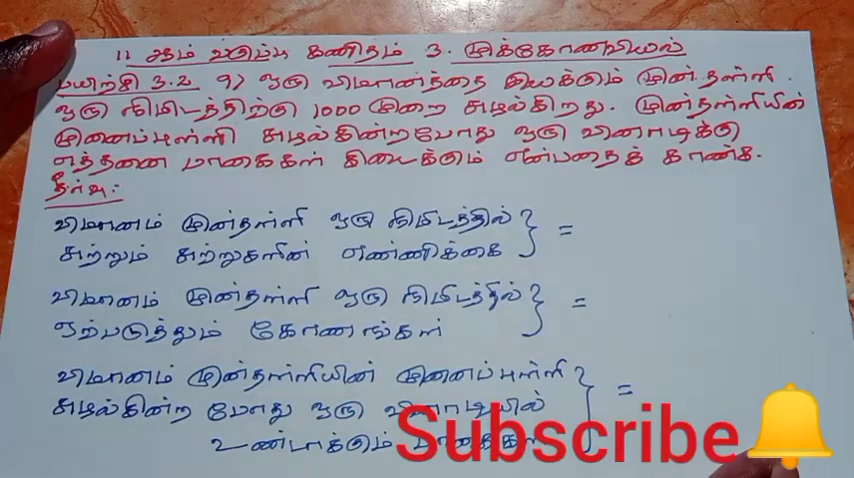 11 ஆம் வகுப்பு கணிதம் 3. முக்கோணவியல்
பயிற்சி 3.2 9) ஒரு விமானத்தை இயக்கும் முன் தள்ளி
ஒரு நிமிடத்திற்கு 1000 முறை சுழல்கிறது. முன்தள்ளியின்
முனைப்புள்ளி சுழல்கின்றபோது ஒரு வினாடிக்கு
எத்தனை பாகைகள் கிடைக்கும் என்பதைக் காண்க.
தீர்வு:
விமானம் முன்தள்ளி ஒரு நிமிடத்தில் } =
சுற்றும் சுற்றுகளின் எண்ணிக்கை
விமானம் முன்தள்ளி ஒரு நிமிடத்தில் } =
ஏற்படுத்தும் கோணங்கள்
விமானம் முன்தள்ளியின் முனைப்புள்ளி } =
சுழல்கின்ற போது ஒரு வினாடியில்
உண்டாக்கும் பாகைகள்
Subscribe